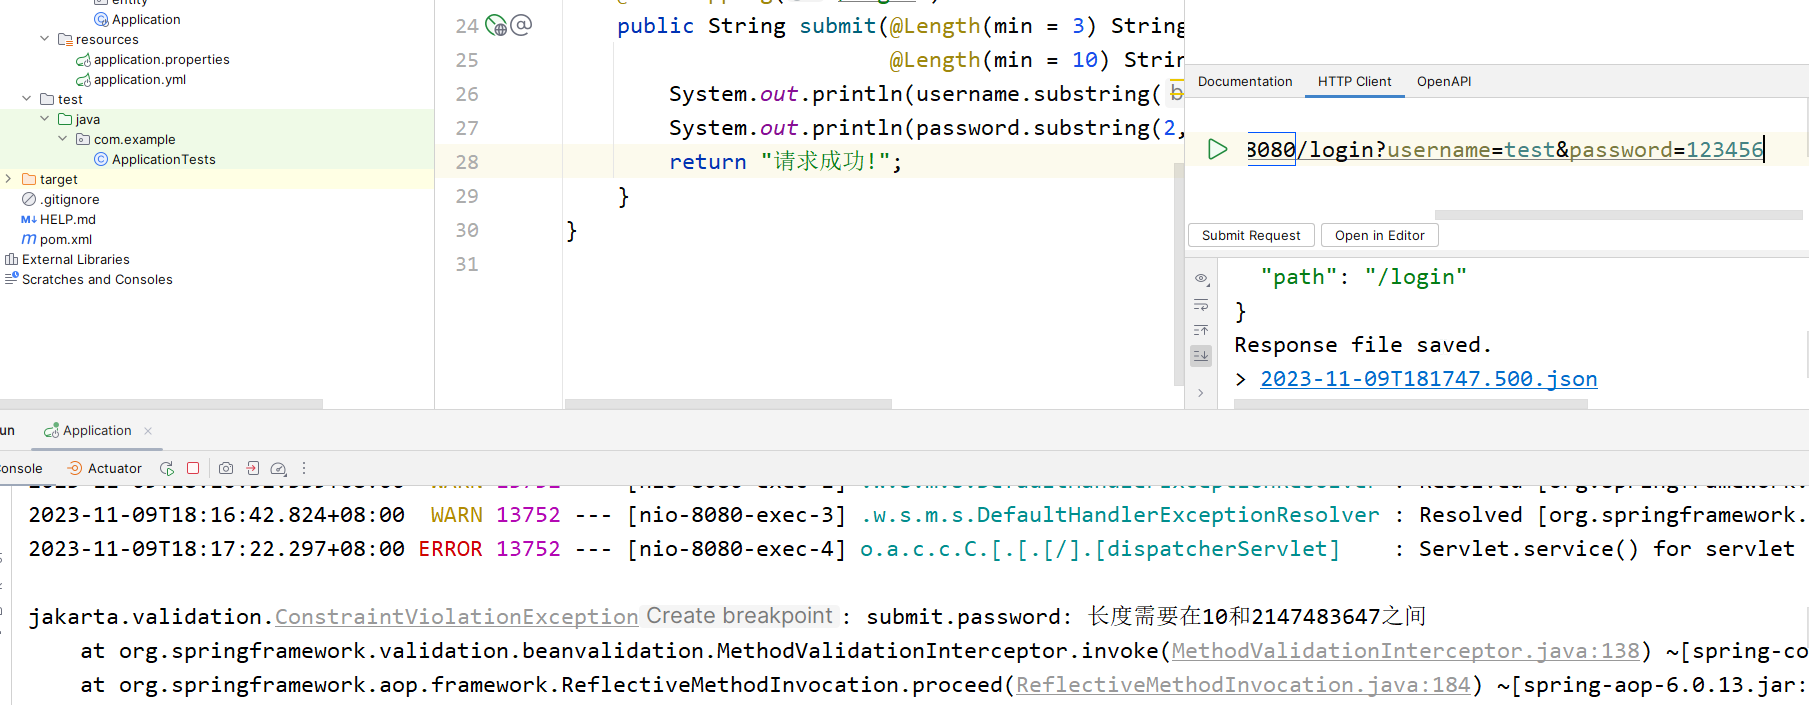 entity
Application
resources
application.properties
application.yml
test
java
com.example
ApplicationTests
target
.gitignore
M↓ HELP.md
m pom.xml
External Libraries
Scratches and Consoles
24 public String submit(@Length(min = 3) String
25 @Length(min = 10) Strin
26 System.out.println(username.substring( b
27 System.out.println(password.substring(2,
28 return "请求成功!";
29 }
30 }
31
Documentation HTTP Client OpenAPI
8080/login?username=test&password=123456
Submit Request Open in Editor
"path": "/login"
}
Response file saved.
> 2023-11-09T181747.500.json
un Application ×
onsole Actuator
2023-11-09T18:16:42.824+08:00 WARN 13752 --- [nio-8080-exec-3] .w.s.m.s.DefaultHandlerExceptionResolver : Resolved [org.springframework.
2023-11-09T18:17:22.297+08:00 ERROR 13752 --- [nio-8080-exec-4] o.a.c.c.C.[.[.[/].[dispatcherServlet] : Servlet.service() for servlet
jakarta.validation.ConstraintViolationException Create breakpoint : submit.password: 长度需要在10和2147483647之间
at org.springframework.validation.beanvalidation.MethodValidationInterceptor.invoke(MethodValidationInterceptor.java:138) ~[spring-co
at org.springframework.aop.framework.ReflectiveMethodInvocation.proceed(ReflectiveMethodInvocation.java:184) ~[spring-aop-6.0.13.jar: